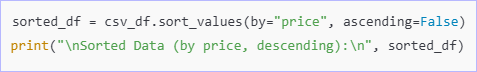 sorted_df = csv_df.sort_values(by="price", ascending=False)
print("\nSorted Data (by price, descending):\n", sorted_df)